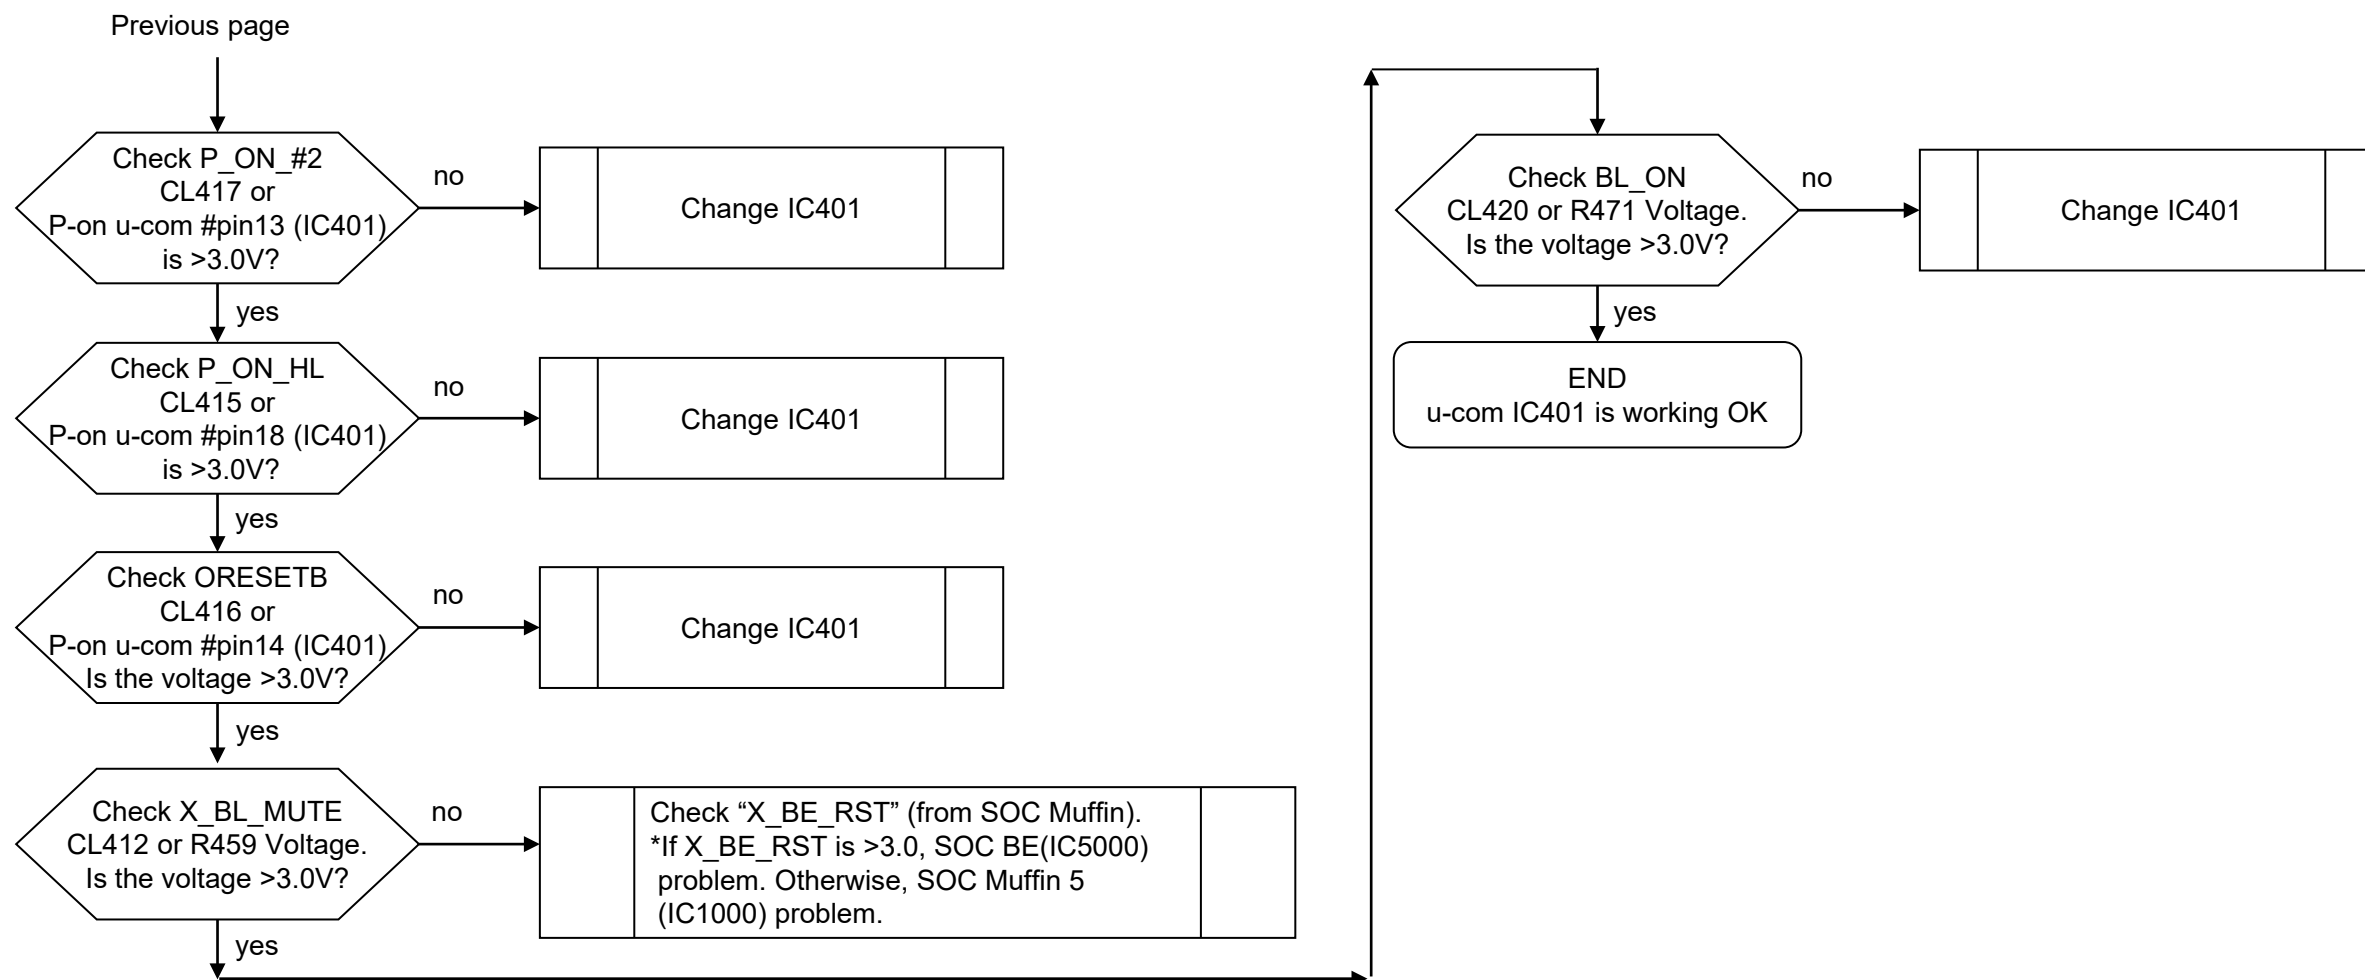 Previous page
Check P_ON_#2
CL417 or
P-on u-com #pin13 (IC401)
is >3.0V?
no
Change IC401
yes
Check P_ON_HL
CL415 or
P-on u-com #pin18 (IC401)
is >3.0V?
no
Change IC401
yes
Check ORESETB
CL416 or
P-on u-com #pin14 (IC401)
Is the voltage >3.0V?
no
Change IC401
yes
Check X_BL_MUTE
CL412 or R459 Voltage.
Is the voltage >3.0V?
no
Check “X_BE_RST” (from SOC Muffin).
*If X_BE_RST is >3.0, SOC BE(IC5000)
problem. Otherwise, SOC Muffin 5
(IC1000) problem.
yes
Check BL_ON
CL420 or R471 Voltage.
Is the voltage >3.0V?
no
Change IC401
yes
END
u-com IC401 is working OK